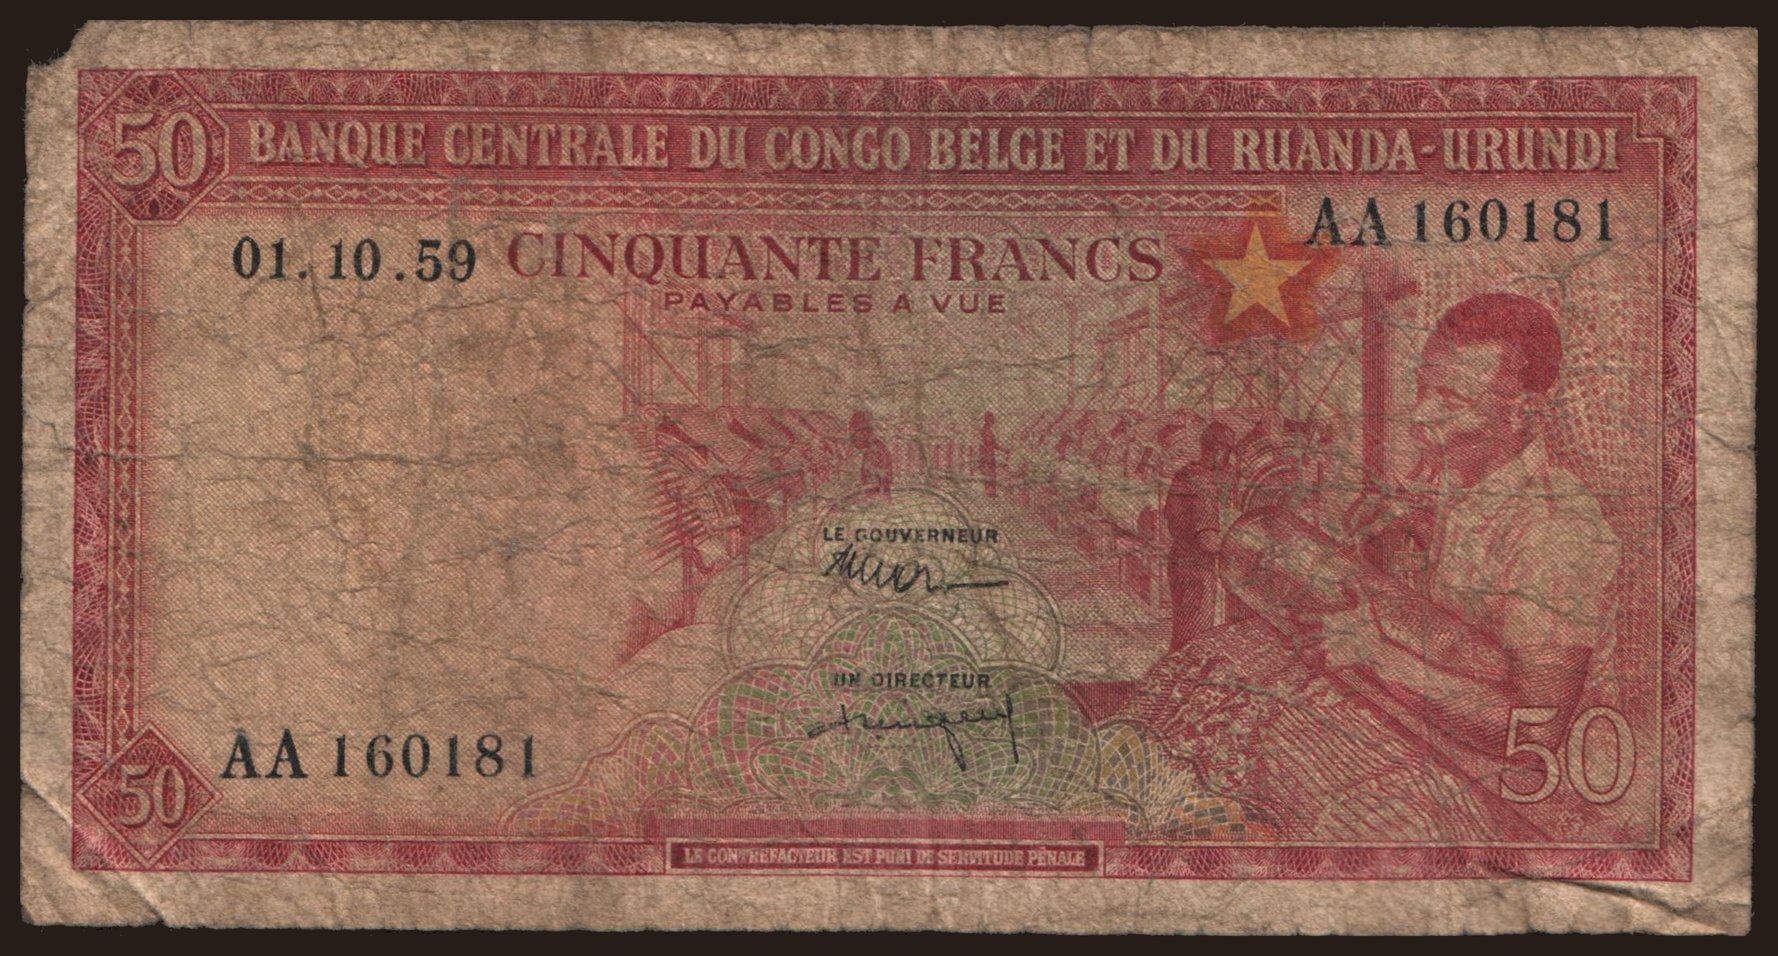 50 BANQUE CENTRALE DU CONGO BELGE ET DU RUANDA-URUNDI
AA 160181
01.10.59 CINQUANTE FRANCS
PAYABLES A VUE
LE GOUVERNEUR
UN DIRECTEUR
AA 160181
50
50
LE CONTREFACTEUR EST PUNI DE SERVITUDE PÉNALE